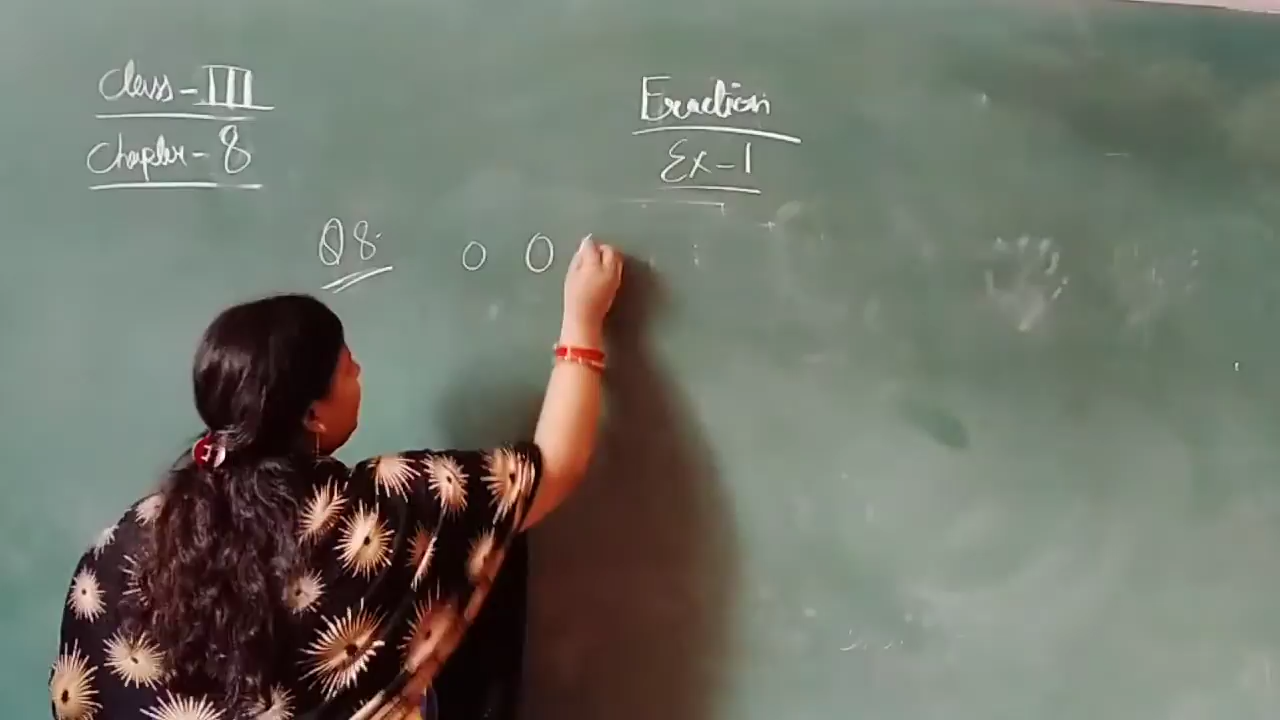 Class - III
Chapter - 8
Fraction
Ex - 1
Q8. O O